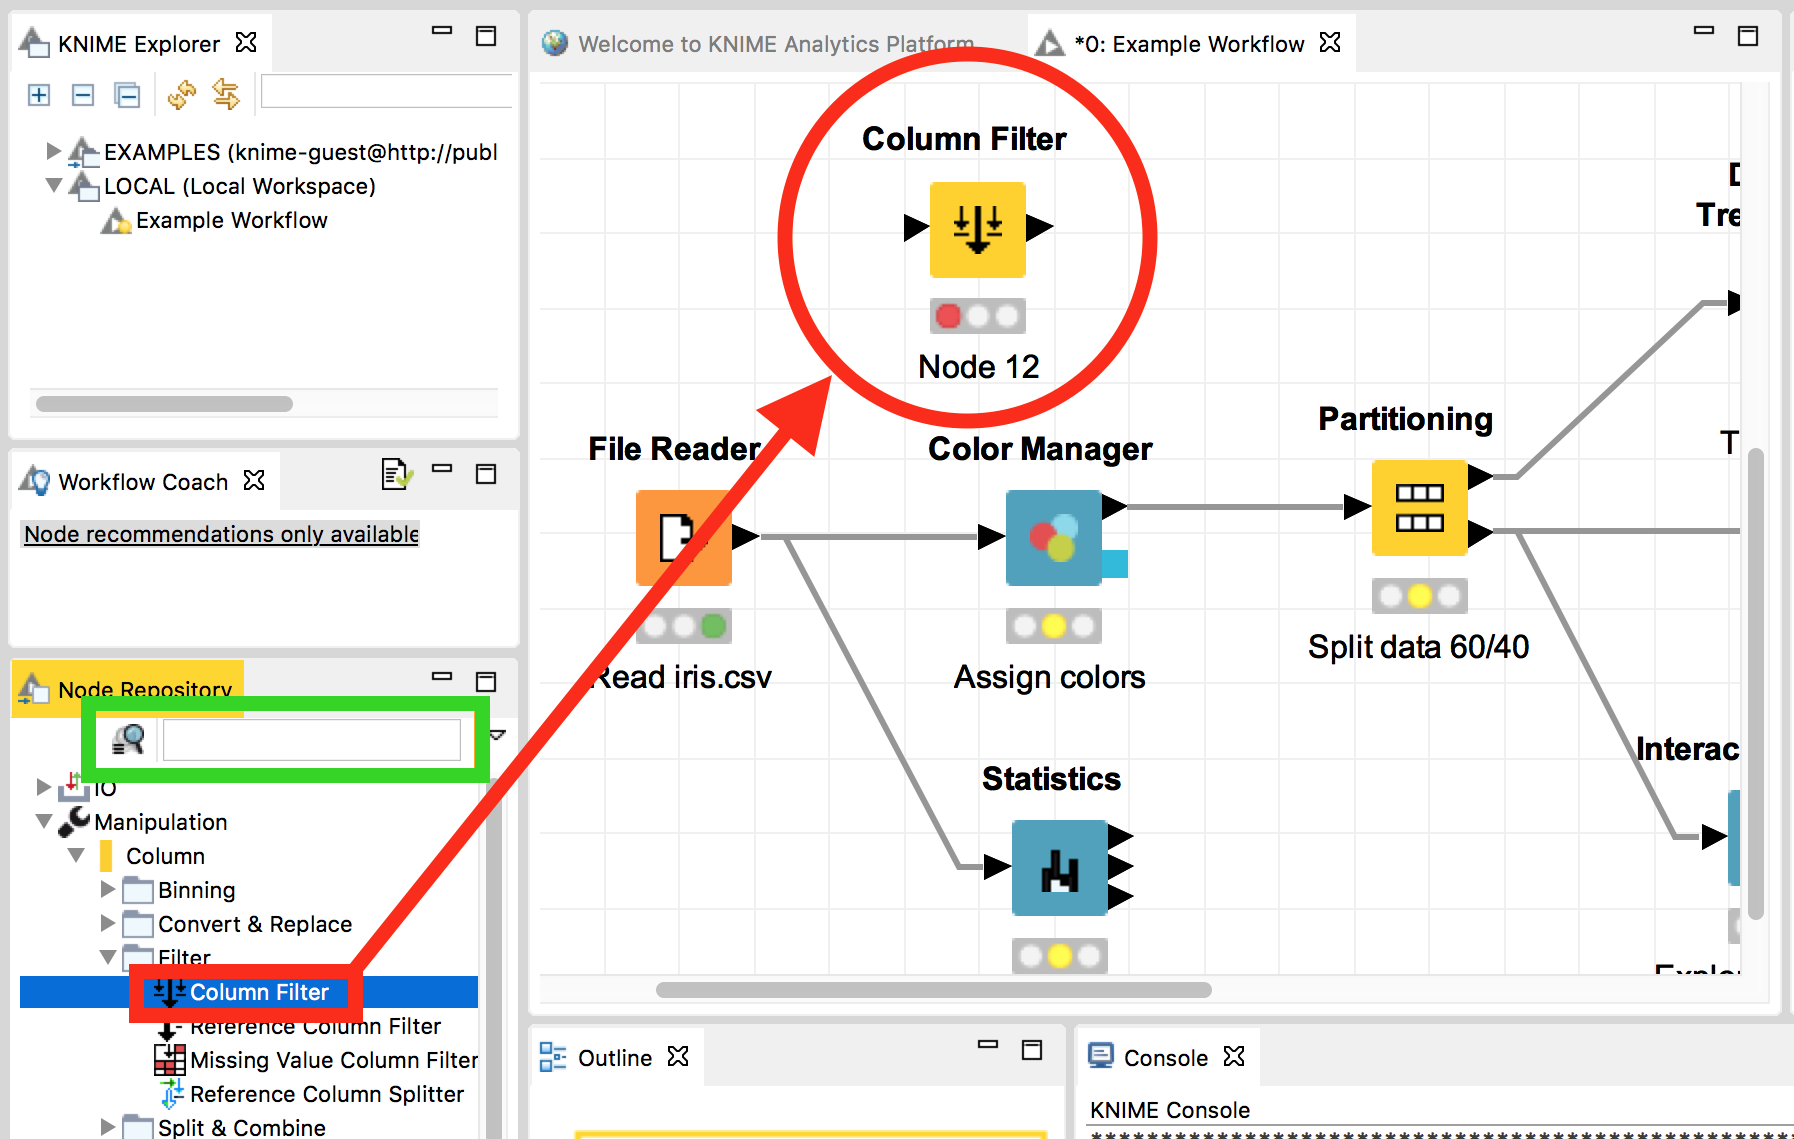 KNIME Explorer
EXAMPLES (knime-guest@http://publ
LOCAL (Local Workspace)
Example Workflow
Workflow Coach
Node recommendations only available
Node Repository
IO
Manipulation
Column
Binning
Convert & Replace
Filter
Column Filter
Reference Column Filter
Missing Value Column Filter
Reference Column Splitter
Split & Combine
Welcome to KNIME Analytics Platform
*0: Example Workflow
Column Filter
Node 12
File Reader
Read iris.csv
Color Manager
Assign colors
Partitioning
Split data 60/40
Statistics
D
Tre
T
Interac
Explo
Outline
Console
KNIME Console
**************************************************